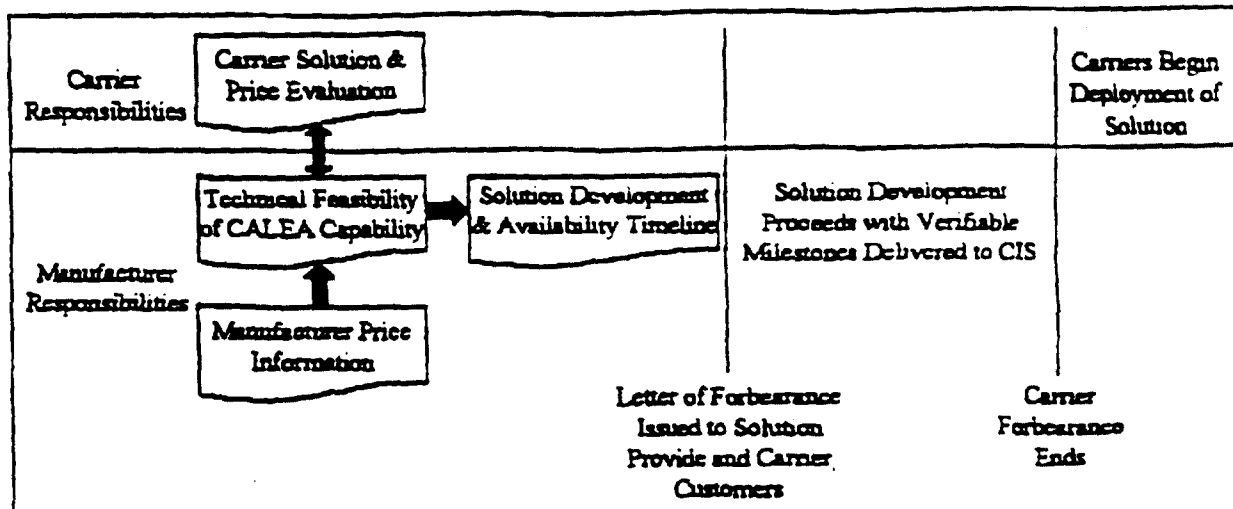 Carrier
Responsibilities
Carrier Solution &
Price Evaluation
Carriers Begin
Deployment of
Solution
Manufacturer
Responsibilities
Technical Feasibility
of CALEA Capability
Solution Development
& Availability Timeline
Solution Development
Proceeds with Verifiable
Milestones Delivered to CIS
Manufacturer Price
Information
Letter of Forbearance
Issued to Solution
Provide and Carrier
Customers
Carrier
Forbearance
Ends